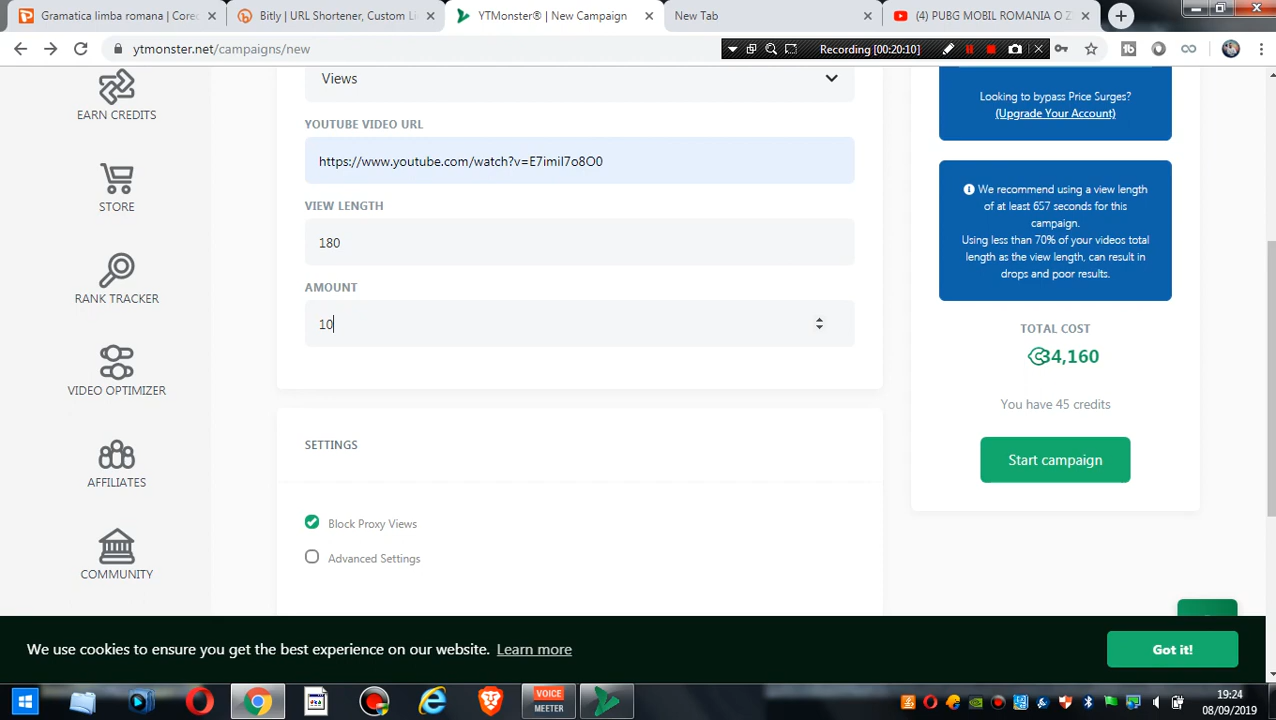 Gramatica limba romana | Core
Bitly | URL Shortener, Custom Li
YTMonster® | New Campaign
New Tab
(4) PUBG MOBIL ROMANIA O Z
ytmonster.net/campaigns/new
Recording [00:20:10]
EARN CREDITS
STORE
RANK TRACKER
VIDEO OPTIMIZER
AFFILIATES
COMMUNITY
Views
YOUTUBE VIDEO URL
https://www.youtube.com/watch?v=E7imiI7o8O0
VIEW LENGTH
180
AMOUNT
10
SETTINGS
Block Proxy Views
Advanced Settings
Looking to bypass Price Surges?
(Upgrade Your Account)
We recommend using a view length
of at least 657 seconds for this
campaign.
Using less than 70% of your videos total
length as the view length, can result in
drops and poor results.
TOTAL COST
34,160
You have 45 credits
Start campaign
We use cookies to ensure you get the best experience on our website. Learn more
Got it!
VOICE
MEETER
19:24
08/09/2019